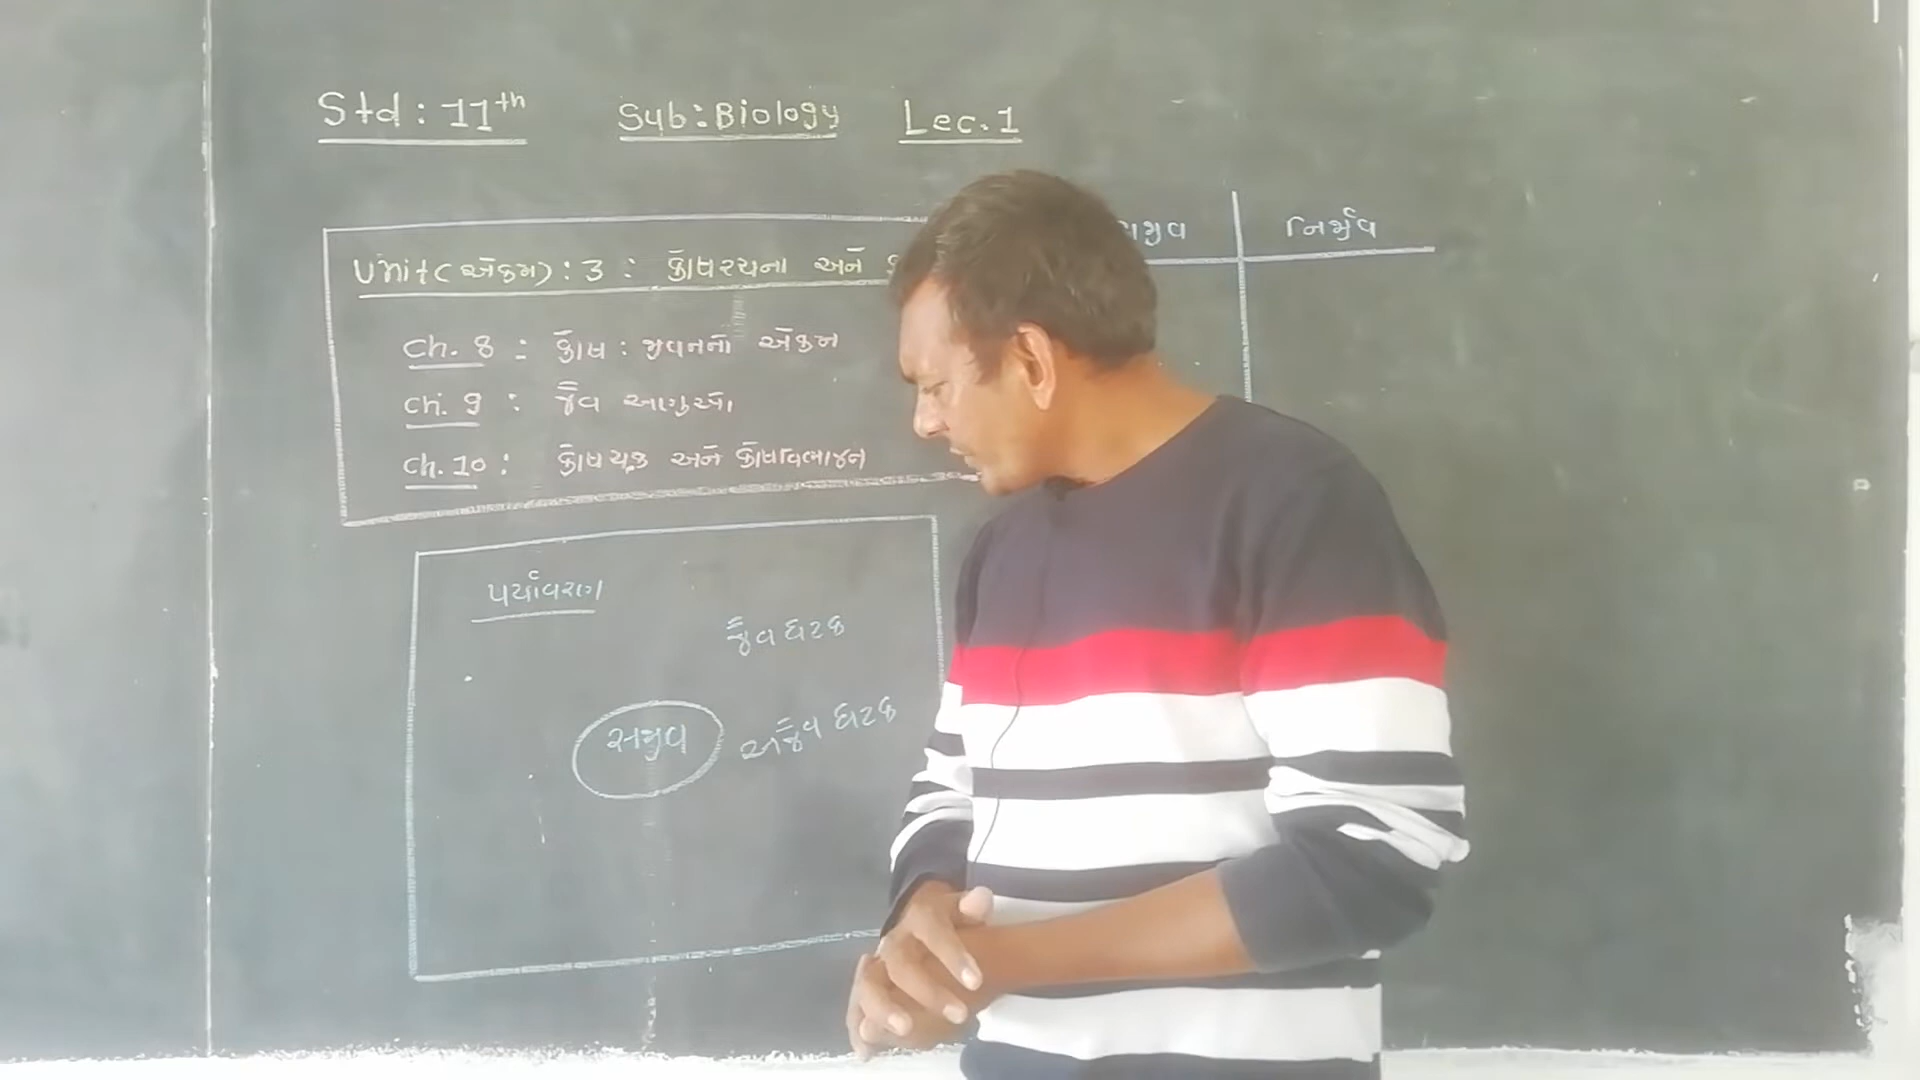 Std : 11th Sub : Biology Lec. 1
Unit (એકમ) : 3 : કોષરચના અને
Ch. 8 : કોષ : જીવનનો એકમ
Ch. 9 : જૈવ અણુઓ
Ch. 10 : કોષચક્ર અને કોષવિભાજન
પર્યાવરણ
જૈવ ઘટક
સજીવ
અજૈવ ઘટક
નિર્જીવ